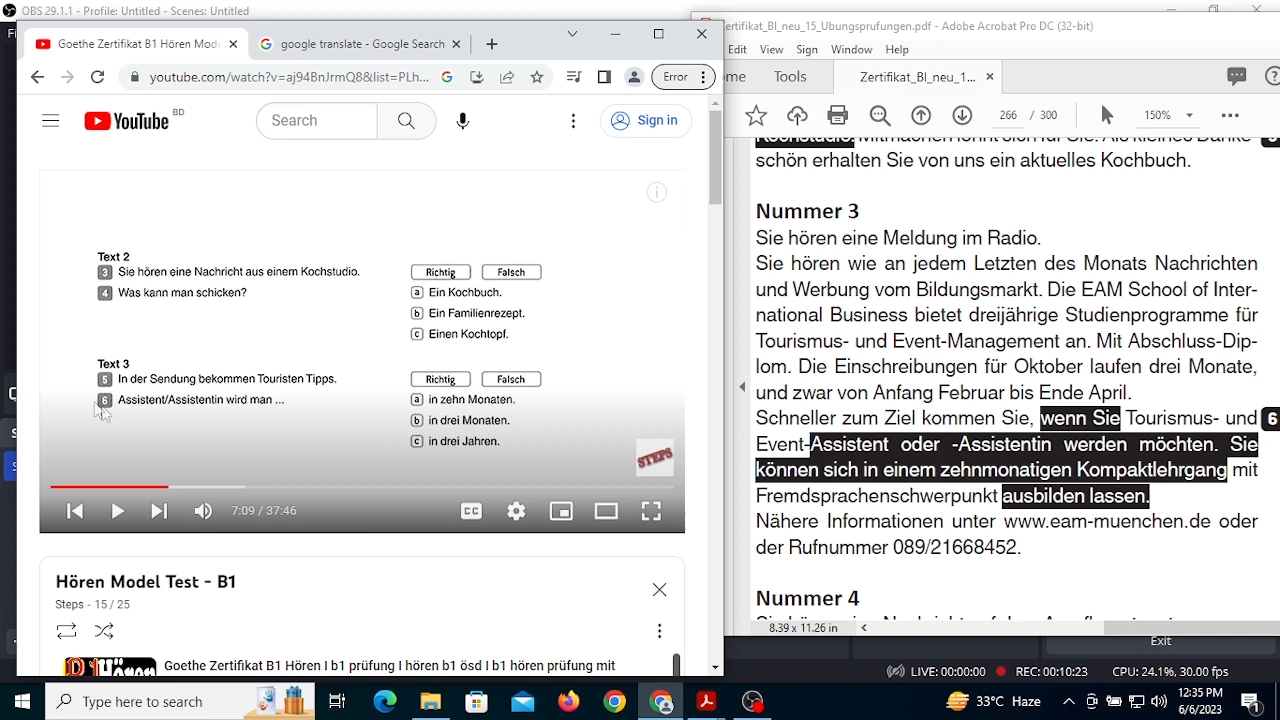 OBS 29.1.1 - Profile: Untitled - Scenes: Untitled
Goethe Zertifikat B1 Hören Mod
google translate - Google Search
youtube.com/watch?v=aj94BnJrmQ8&list=PLh...
Error
YouTube BD
Search
Sign in
Text 2
3 Sie hören eine Nachricht aus einem Kochstudio.
Richtig Falsch
4 Was kann man schicken?
a Ein Kochbuch.
b Ein Familienrezept.
c Einen Kochtopf.
Text 3
5 In der Sendung bekommen Touristen Tipps.
Richtig Falsch
6 Assistent/Assistentin wird man ...
a in zehn Monaten.
b in drei Monaten.
c in drei Jahren.
STEPS
7:09 / 37:46
CC
Hören Model Test - B1
Steps - 15 / 25
B1 Hören
Goethe Zertifikat B1 Hören I b1 prüfung I hören b1 ösd I b1 hören prüfung mit
ertifikat_BI_neu_15_Übungsprufungen.pdf - Adobe Acrobat Pro DC (32-bit)
Edit View Sign Window Help
me Tools Zertifikat_BI_neu_1...
266 / 300 150%
schön erhalten Sie von uns ein aktuelles Kochbuch.
Nummer 3
Sie hören eine Meldung im Radio.
Sie hören wie an jedem Letzten des Monats Nachrichten
und Werbung vom Bildungsmarkt. Die EAM School of Inter-
national Business bietet dreijährige Studienprogramme für
Tourismus- und Event-Management an. Mit Abschluss-Dip-
lom. Die Einschreibungen für Oktober laufen drei Monate,
und zwar von Anfang Februar bis Ende April.
Schneller zum Ziel kommen Sie, wenn Sie Tourismus- und 6
Event-Assistent oder -Assistentin werden möchten. Sie
können sich in einem zehnmonatigen Kompaktlehrgang mit
Fremdsprachenschwerpunkt ausbilden lassen.
Nähere Informationen unter www.eam-muenchen.de oder
der Rufnummer 089/21668452.
Nummer 4
8.39 x 11.26 in
Exit
LIVE: 00:00:00 REC: 00:10:23 CPU: 24.1%, 30.00 fps
Type here to search
33°C Haze
12:35 PM
6/6/2023
1